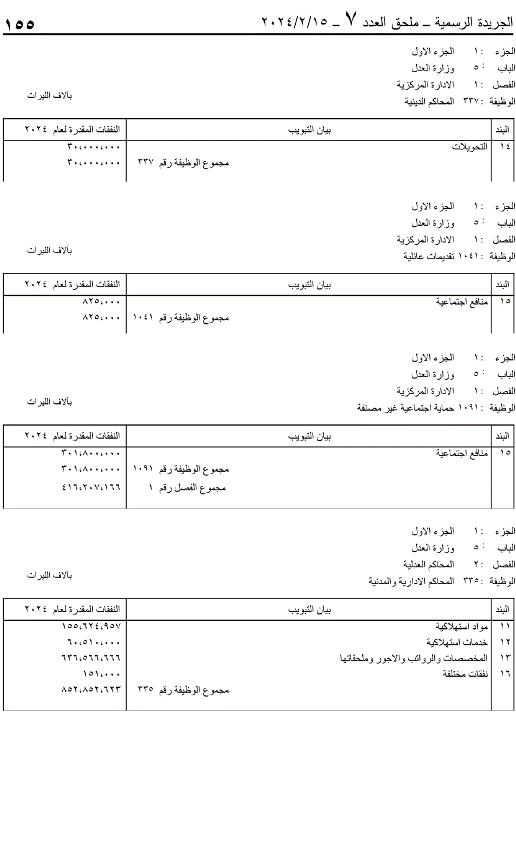 الجريدة الرسمية – ملحق العدد ٧ – ٢٠٢٤/٢/١٥ ١٥٥
الجزء : ١ الجزء الاول
الباب : ٥ وزارة العدل
الفصل : ١ الادارة المركزية
بآلاف الليرات
الوظيفة : ٣٣٧ المحاكم الدينية
البند بيان التبويب النفقات المقدرة لعام ٢٠٢٤
١٤ التحويلات ٣٠،٠٠٠،٠٠٠
مجموع الوظيفة رقم ٣٣٧ ٣٠،٠٠٠،٠٠٠
الجزء : ١ الجزء الاول
الباب : ٥ وزارة العدل
الفصل : ١ الادارة المركزية
بآلاف الليرات
الوظيفة : ١٠٤١ تقديمات عائلية
البند بيان التبويب النفقات المقدرة لعام ٢٠٢٤
١٥ منافع اجتماعية ٨٢٥،٠٠٠
مجموع الوظيفة رقم ١٠٤١ ٨٢٥،٠٠٠
الجزء : ١ الجزء الاول
الباب : ٥ وزارة العدل
الفصل : ١ الادارة المركزية
بآلاف الليرات
الوظيفة : ١٠٩١ حماية اجتماعية غير مصنفة
البند بيان التبويب النفقات المقدرة لعام ٢٠٢٤
١٥ منافع اجتماعية ٣٠١،٨٠٠،٠٠٠
مجموع الوظيفة رقم ١٠٩١ ٣٠١،٨٠٠،٠٠٠
مجموع الفصل رقم ١ ٤١٦،٢٠٧،١٦٦
الجزء : ١ الجزء الاول
الباب : ٥ وزارة العدل
الفصل : ٢ المحاكم العدلية
بآلاف الليرات
الوظيفة : ٣٣٥ المحاكم الادارية والمدنية
البند بيان التبويب النفقات المقدرة لعام ٢٠٢٤
١١ مواد استهلاكية ١٥٥،٦٢٤،٩٥٧
١٢ خدمات استهلاكية ٦٠،٥١٠،٠٠٠
١٣ المخصصات والرواتب والاجور وملحقاتها ٦٣٦،٥٦٦،٦٦٦
١٦ نفقات مختلفة ١٥١،٠٠٠
مجموع الوظيفة رقم ٣٣٥ ٨٥٢،٨٥٢،٦٢٣